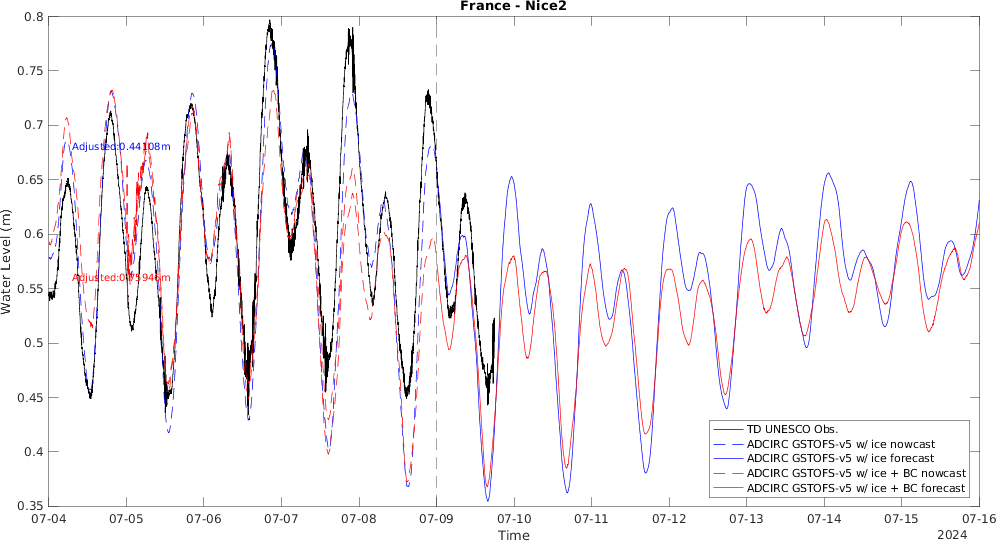 France - Nice2
0.8
0.75
0.7
0.65
0.6
0.55
0.5
0.45
0.4
0.35
Water Level (m)
Adjusted:0.44108m
07-04
07-05
07-06
07-07
07-08
07-09
07-10
07-11
07-12
07-13
07-14
07-15
07-16
Time
2024
TD UNESCO Obs.
ADCIRC GSTOFS-v5 w/ ice nowcast
ADCIRC GSTOFS-v5 w/ ice forecast
ADCIRC GSTOFS-v5 w/ ice + BC nowcast
ADCIRC GSTOFS-v5 w/ ice + BC forecast